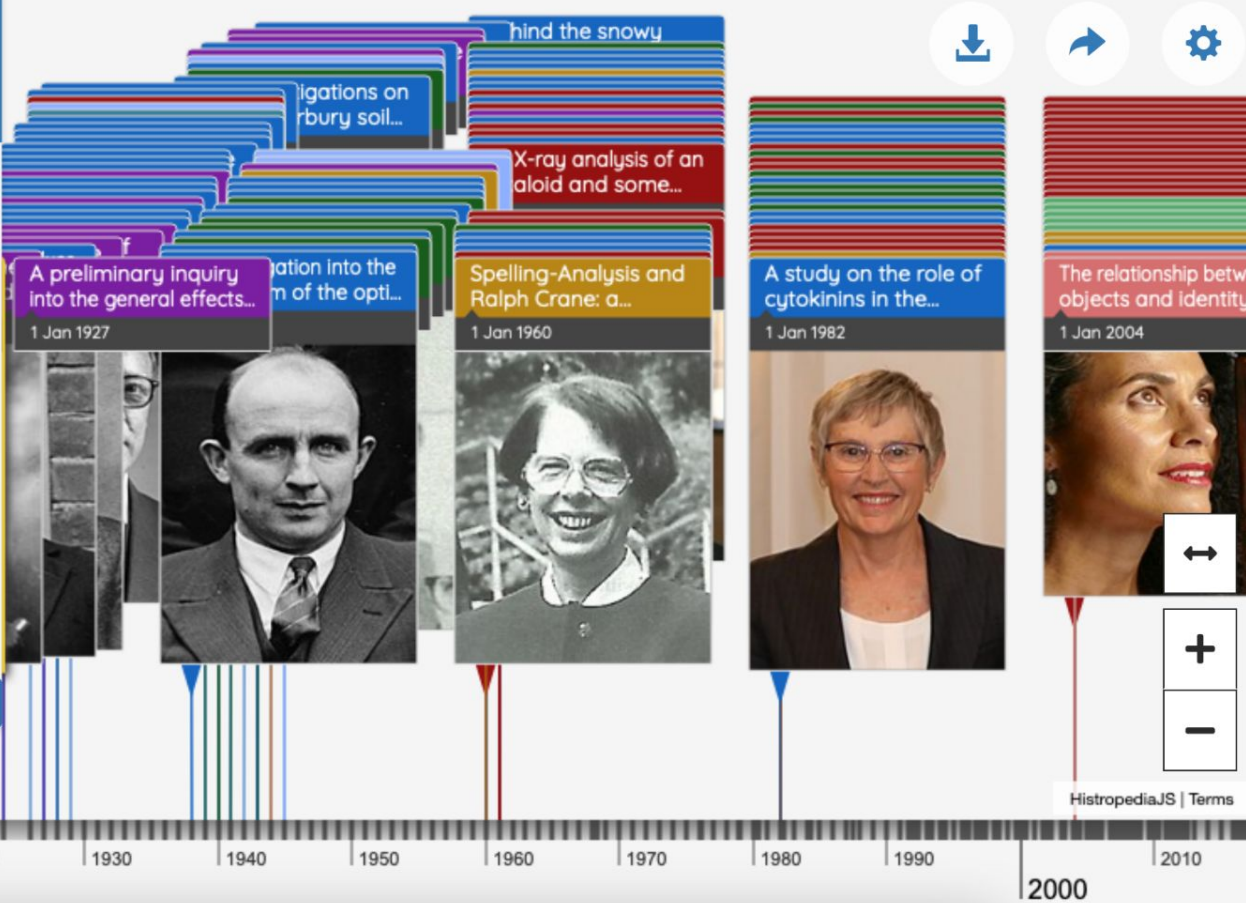 hind the snowy
igations on
rbury soil...
X-ray analysis of an
aloid and some...
f
A preliminary inquiry
into the general effects...
1 Jan 1927
gation into the
m of the opti...
Spelling-Analysis and
Ralph Crane: a...
1 Jan 1960
A study on the role of
cytokinins in the...
1 Jan 1982
The relationship betw
objects and identity
1 Jan 2004
HistropediaJS | Terms
1930 1940 1950 1960 1970 1980 1990 2010
2000